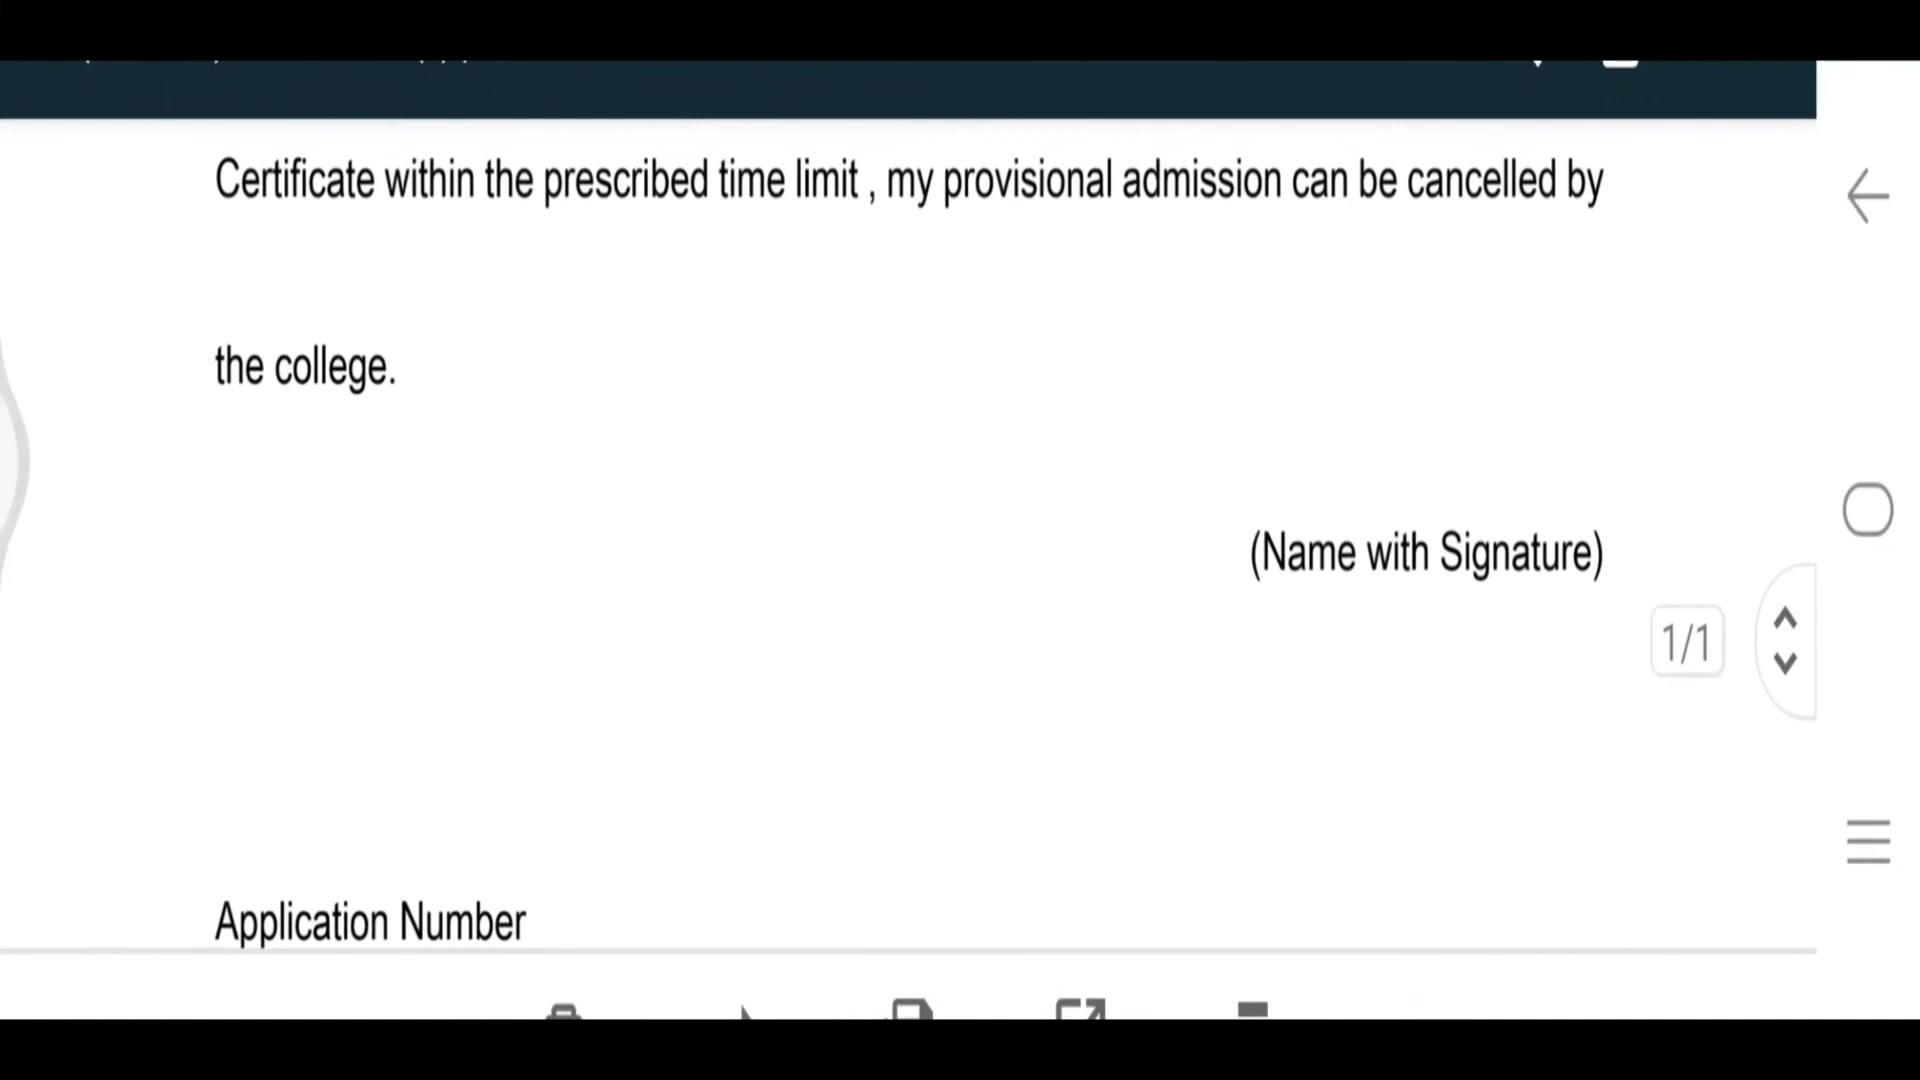 Certificate within the prescribed time limit , my provisional admission can be cancelled by
the college.
(Name with Signature)
1/1
Application Number